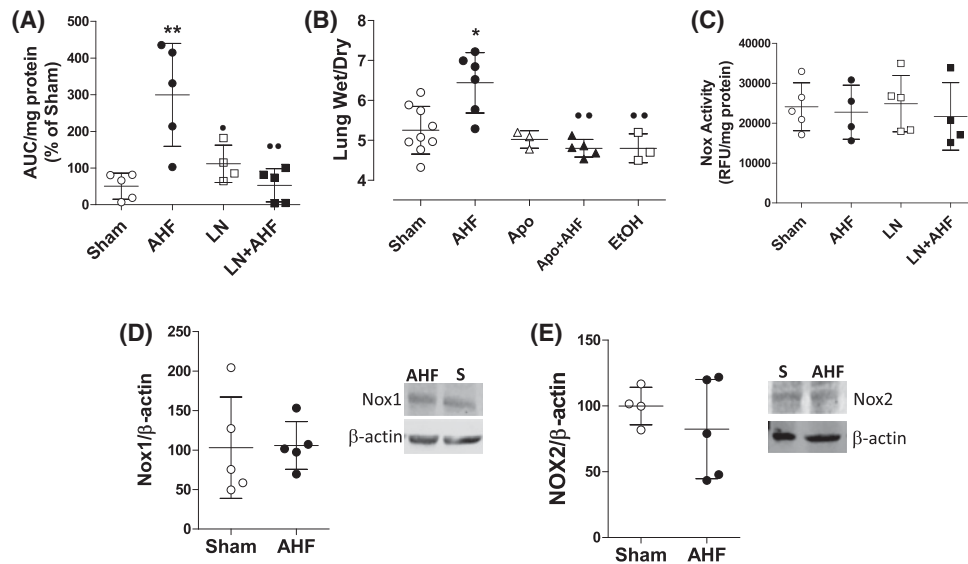 (A)
AUC/mg protein
(% of Sham)
500
400
300
200
100
0
**
Sham
AHF
LN
LN+AHF
(B)
Lung Wet/Dry
8
7
6
5
4
*
Sham
AHF
Apo
Apo+AHF
EtOH
(C)
Nox Activity
(RFU/mg protein)
40000
30000
20000
10000
0
Sham
AHF
LN
LN+AHF
(D)
Nox1/β-actin
250
200
150
100
50
0
Sham
AHF
AHF S
Nox1
β-actin
(E)
NOX2/β-actin
150
100
50
0
Sham
AHF
S AHF
Nox2
β-actin